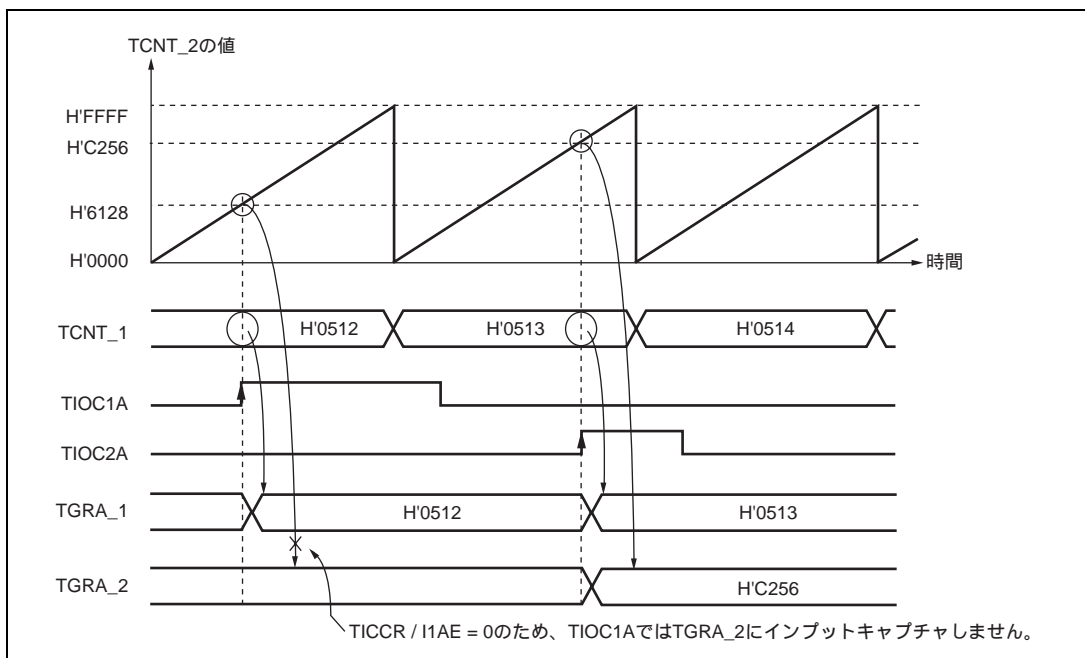 TCNT_2の値
H'FFFF
H'C256
H'6128
H'0000
時間
TCNT_1
H'0512
H'0513
H'0514
TIOC1A
TIOC2A
TGRA_1
H'0512
H'0513
TGRA_2
H'C256
TICCR / I1AE = 0のため、TIOC1AではTGRA_2にインプットキャプチャしません。